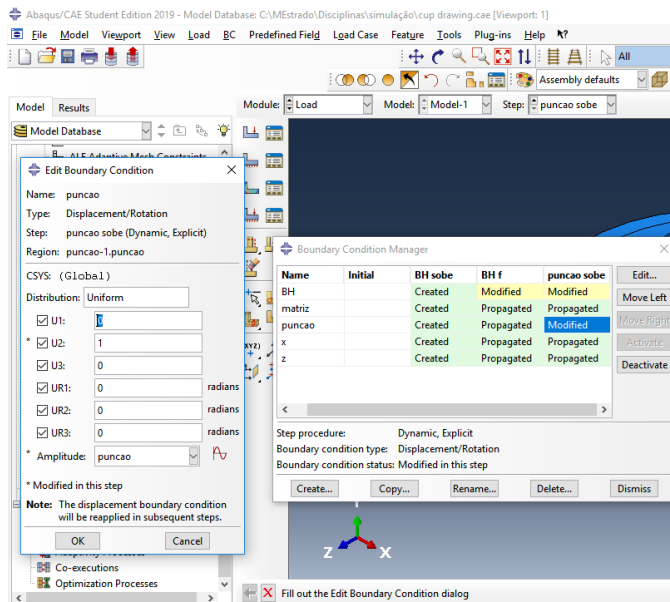 Abaqus/CAE Student Edition 2019 - Model Database: C:\MEstrado\Disciplinas\simulação\cup drawing.cae [Viewport: 1]
File Model Viewport View Load BC Predefined Field Load Case Feature Tools Plug-ins Help
All
Assembly defaults
Model Results
Module: Load Model: Model-1 Step: puncao sobe
Model Database
ALE Adaptive Mesh Constraints
Edit Boundary Condition
Name: puncao
Type: Displacement/Rotation
Step: puncao sobe (Dynamic, Explicit)
Region: puncao-1.puncao
CSYS: (Global)
Distribution: Uniform
U1: 0
* U2: 1
U3: 0
UR1: 0 radians
UR2: 0 radians
UR3: 0 radians
* Amplitude: puncao
* Modified in this step
Note: The displacement boundary condition
will be reapplied in subsequent steps.
OK Cancel
Boundary Condition Manager
Name Initial BH sobe BH f puncao sobe
BH Created Modified Modified
matriz Created Propagated Propagated
puncao Created Propagated Modified
x Created Propagated Propagated
z Created Propagated Propagated
Edit...
Move Left
Move Right
Activate
Deactivate
Step procedure: Dynamic, Explicit
Boundary condition type: Displacement/Rotation
Boundary condition status: Modified in this step
Create... Copy... Rename... Delete... Dismiss
Z X
Co-executions
Optimization Processes
Fill out the Edit Boundary Condition dialog